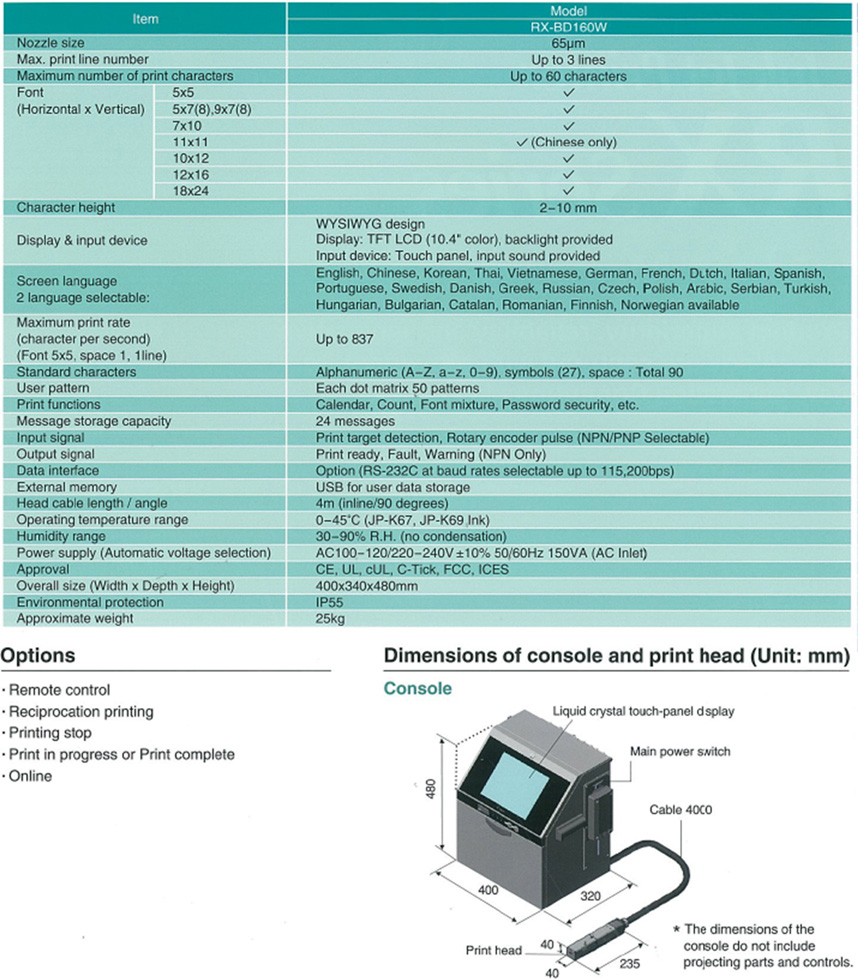 Item
Model
RX-BD160W
Nozzle size 65µm
Max. print line number Up to 3 lines
Maximum number of print characters Up to 60 characters
Font 5x5 ✓
(Horizontal x Vertical) 5x7(8),9x7(8) ✓
7x10 ✓
11x11 ✓ (Chinese only)
10x12 ✓
12x16 ✓
18x24 ✓
Character height 2–10 mm
Display & input device
WYSIWYG design
Display: TFT LCD (10.4" color), backlight provided
Input device: Touch panel, input sound provided
Screen language
2 language selectable:
English, Chinese, Korean, Thai, Vietnamese, German, French, Dutch, Italian, Spanish,
Portuguese, Swedish, Danish, Greek, Russian, Czech, Polish, Arabic, Serbian, Turkish,
Hungarian, Bulgarian, Catalan, Romanian, Finnish, Norwegian available
Maximum print rate
(character per second)
(Font 5x5, space 1, 1line)
Up to 837
Standard characters Alphanumeric (A–Z, a–z, 0–9), symbols (27), space : Total 90
User pattern Each dot matrix 50 patterns
Print functions Calendar, Count, Font mixture, Password security, etc.
Message storage capacity 24 messages
Input signal Print target detection, Rotary encoder pulse (NPN/PNP Selectable)
Output signal Print ready, Fault, Warning (NPN Only)
Data interface Option (RS-232C at baud rates selectable up to 115,200bps)
External memory USB for user data storage
Head cable length / angle 4m (inline/90 degrees)
Operating temperature range 0–45˚C (JP-K67, JP-K69 Ink)
Humidity range 30–90% R.H. (no condensation)
Power supply (Automatic voltage selection) AC100–120/220–240V ±10% 50/60Hz 150VA (AC Inlet)
Approval CE, UL, cUL, C-Tick, FCC, ICES
Overall size (Width x Depth x Height) 400x340x480mm
Environmental protection IP55
Approximate weight 25kg
Options
· Remote control
· Reciprocation printing
· Printing stop
· Print in progress or Print complete
· Online
Dimensions of console and print head (Unit: mm)
Console
Liquid crystal touch-panel display
Main power switch
Cable 4000
480
400
320
Print head
40
40
235
* The dimensions of the
console do not include
projecting parts and controls.